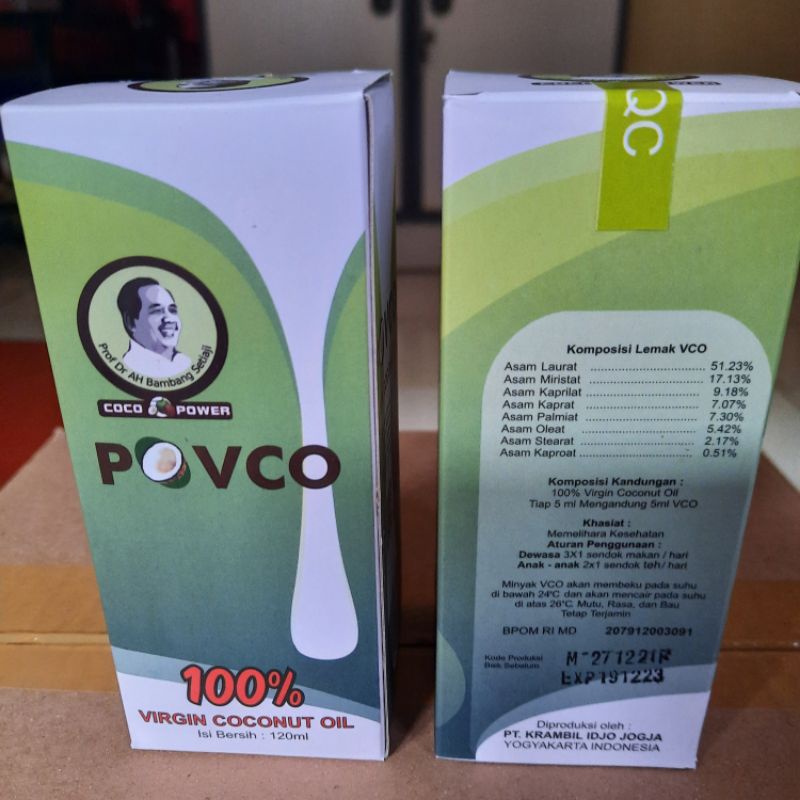 Prof Dr AH Bambang Setiaji
COCO POWER
POVCO
100%
VIRGIN COCONUT OIL
Isi Bersih : 120ml
QC
Komposisi Lemak VCO
Asam Laurat ........................ 51.23%
Asam Miristat ........................ 17.13%
Asam Kaprilat ........................ 9.18%
Asam Kaprat ........................ 7.07%
Asam Palmiat ........................ 7.30%
Asam Oleat ........................ 5.42%
Asam Stearat ........................ 2.17%
Asam Kaproat ........................ 0.51%
Komposisi Kandungan :
100% Virgin Coconut Oil
Tiap 5 ml Mengandung 5ml VCO
Khasiat :
Memelihara Kesehatan
Aturan Penggunaan :
Dewasa 3X1 sendok makan / hari
Anak - anak 2x1 sendok teh/ hari
Minyak VCO akan membeku pada suhu
di bawah 24°C dan akan mencair pada suhu
di atas 26°C. Mutu, Rasa, dan Bau
Tetap Terjamin
BPOM RI MD 207912003091
Kode Produksi
Baik Sebelum
EXP191223
Diproduksi oleh :
PT. KRAMBIL IDJO JOGJA
YOGYAKARTA INDONESIA